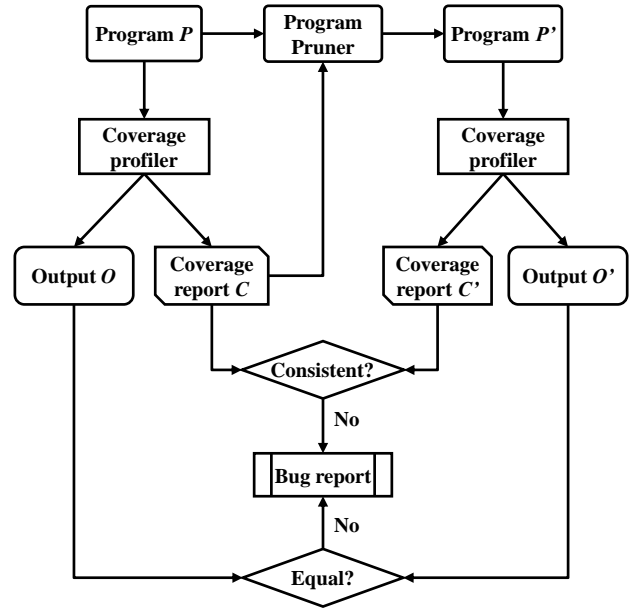 Program P
Program
Pruner
Program P’
Coverage
profiler
Coverage
profiler
Output O
Coverage
report C
Coverage
report C’
Output O’
Consistent?
No
Bug report
No
Equal?